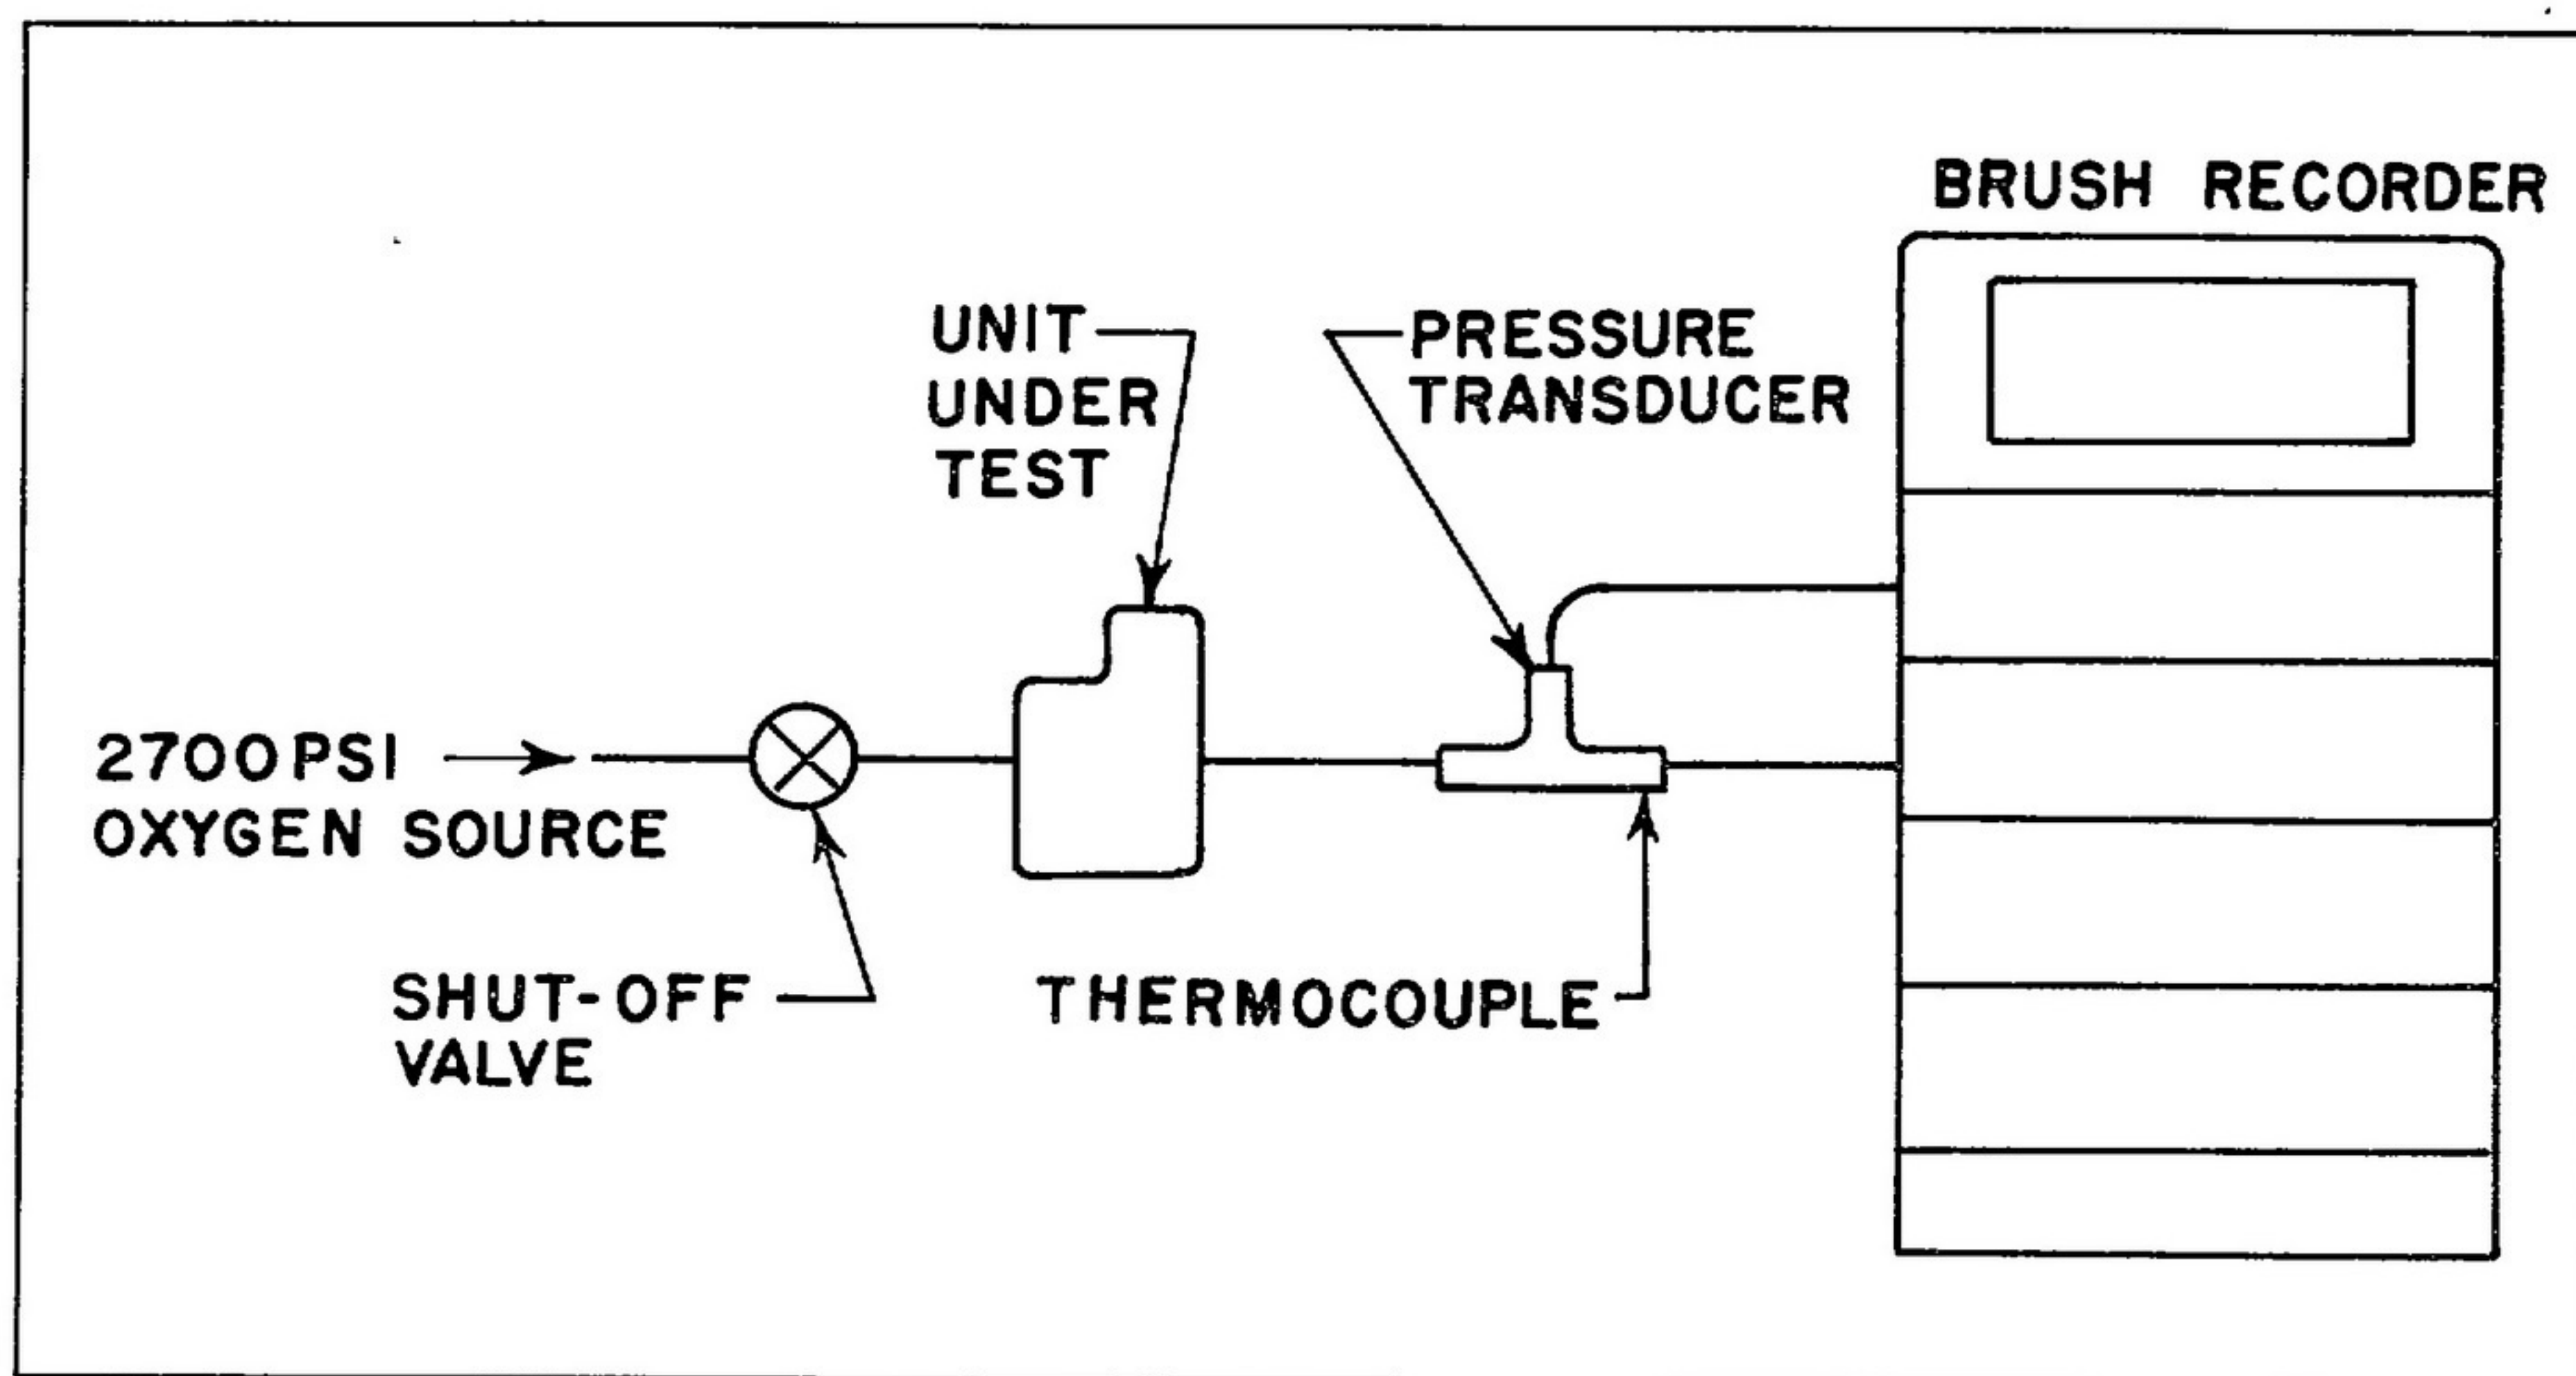 BRUSH RECORDER
UNIT
UNDER
TEST
PRESSURE
TRANSDUCER
2700 PSI
OXYGEN SOURCE
SHUT-OFF
VALVE
THERMOCOUPLE